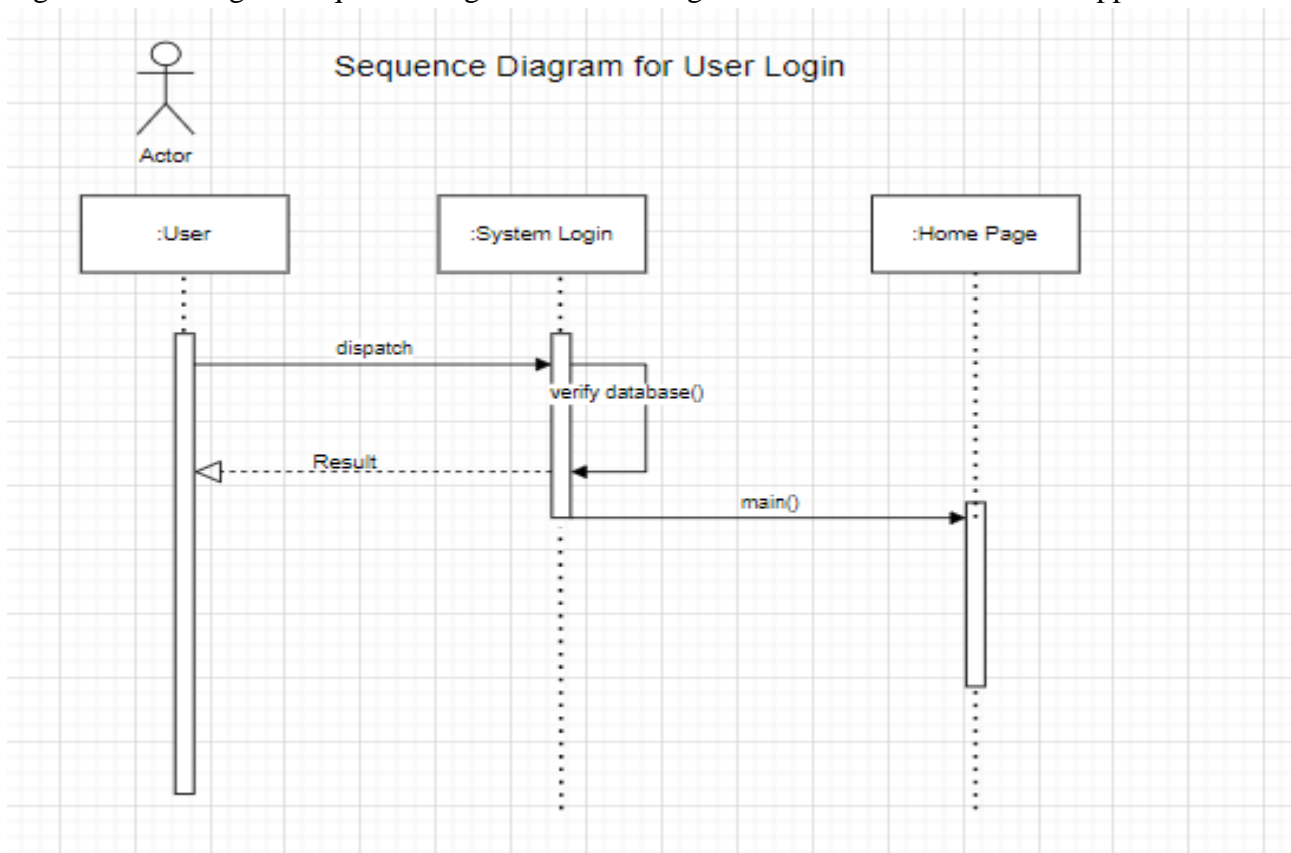 Sequence Diagram for User Login
Actor
:User
:System Login
:Home Page
dispatch
verify database()
Result
main()